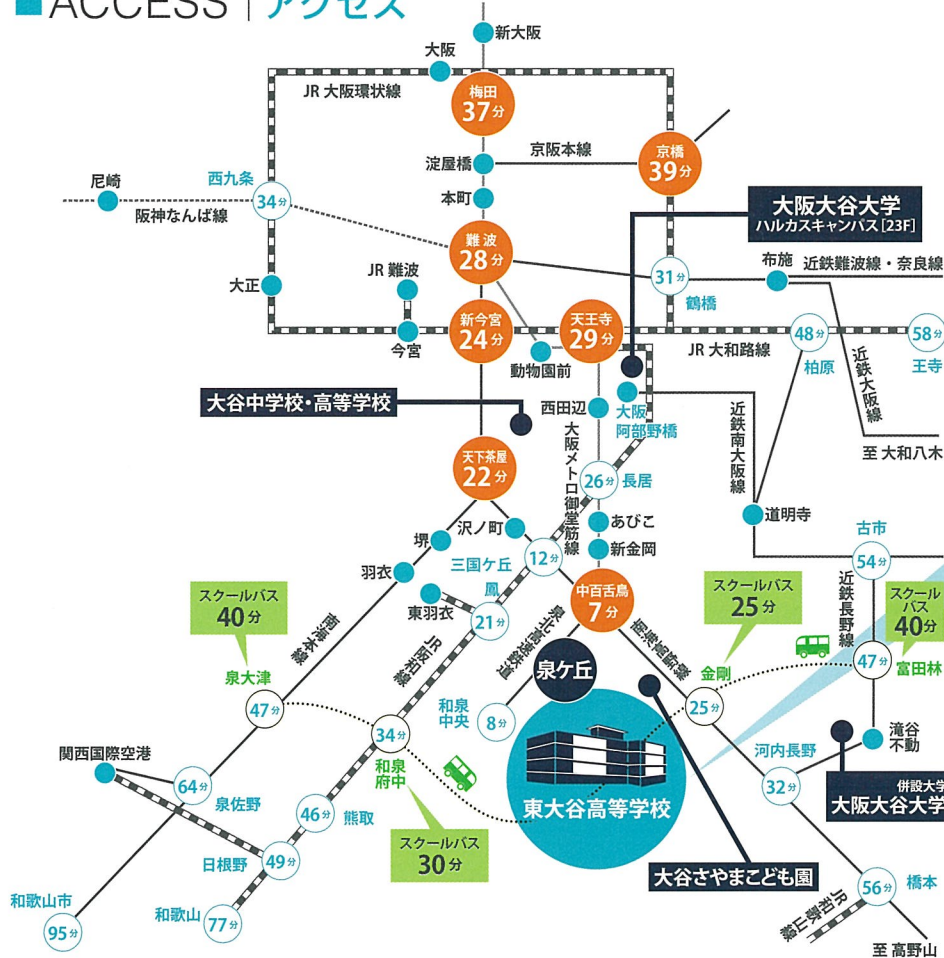 ACCESS | アクセス
新大阪
大阪
JR 大阪環状線
梅田
37分
京阪本線
淀屋橋
京橋
39分
本町
尼崎
西九条
34分
阪神なんば線
大阪大谷大学
ハルカスキャンパス[23F]
難波
28分
布施
近鉄難波線・奈良線
31分
鶴橋
大正
JR 難波
今宮
新今宮
24分
天王寺
29分
動物園前
JR 大和路線
48分
柏原
58分
王寺
近鉄大阪線
至 大和八木
大谷中学校・高等学校
西田辺
大阪
阿部野橋
近鉄南大阪線
大阪メトロ御堂筋線
天下茶屋
22分
26分
長居
道明寺
古市
54分
沢ノ町
あびこ
新金岡
堺
羽衣
三国ケ丘
12分
鳳
21分
東羽衣
中百舌鳥
7分
スクールバス
40分
スクールバス
25分
スクール
バス
40分
近鉄長野線
南海本線
JR阪和線
泉北高速鉄道
南海高野線
泉ケ丘
金剛
25分
47分
富田林
泉大津
47分
和泉
中央
8分
34分
和泉
府中
滝谷
不動
河内長野
32分
関西国際空港
64分
泉佐野
46分
熊取
東大谷高等学校
併設大学
大阪大谷大学
スクールバス
30分
日根野
49分
大谷さやまこども園
56分
橋本
JR和歌山線
和歌山市
95分
和歌山
77分
至 高野山